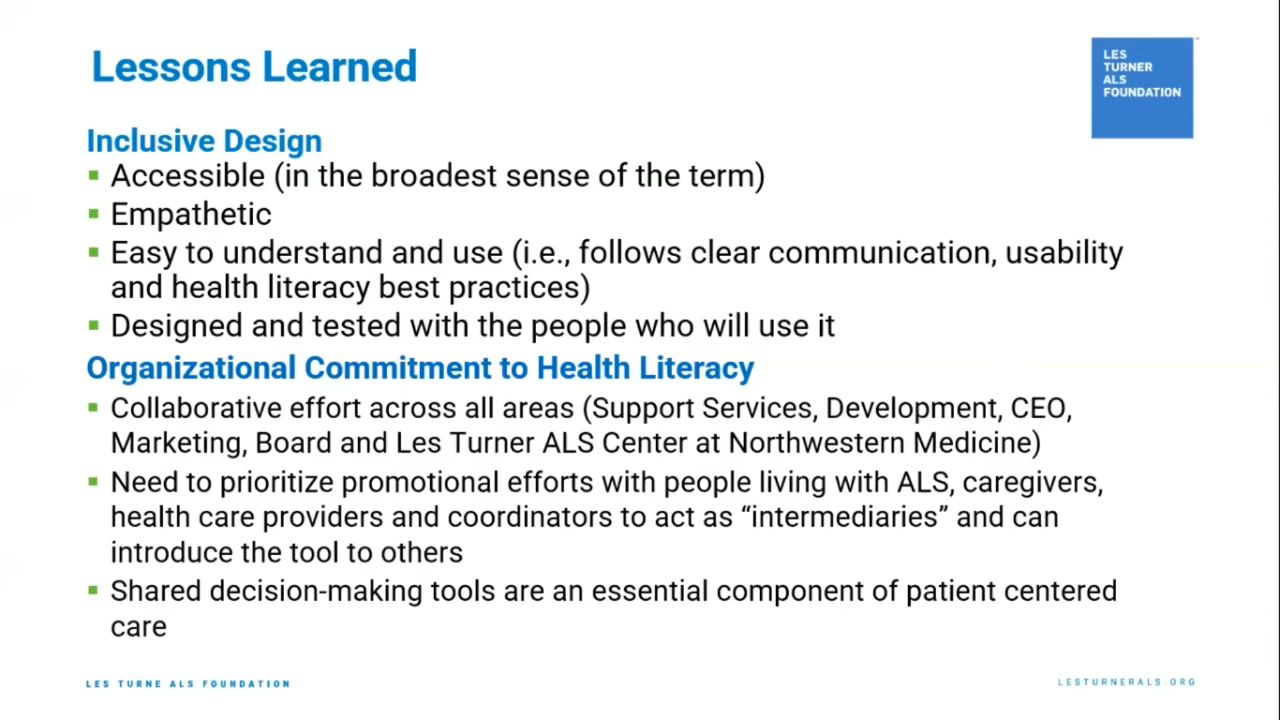 Lessons Learned
LES
TURNER
ALS
FOUNDATION
Inclusive Design
▪ Accessible (in the broadest sense of the term)
▪ Empathetic
▪ Easy to understand and use (i.e., follows clear communication, usability
and health literacy best practices)
▪ Designed and tested with the people who will use it
Organizational Commitment to Health Literacy
▪ Collaborative effort across all areas (Support Services, Development, CEO,
Marketing, Board and Les Turner ALS Center at Northwestern Medicine)
▪ Need to prioritize promotional efforts with people living with ALS, caregivers,
health care providers and coordinators to act as “intermediaries” and can
introduce the tool to others
▪ Shared decision-making tools are an essential component of patient centered
care
LES TURNE ALS FOUNDATION
LESTURNERALS.ORG